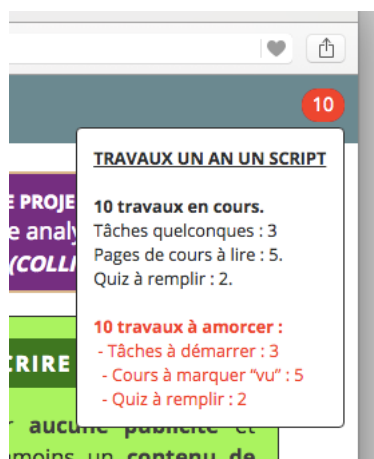 10
TRAVAUX UN AN UN SCRIPT
10 travaux en cours.
Tâches quelconques : 3
Pages de cours à lire : 5.
Quiz à remplir : 2.
10 travaux à amorcer :
- Tâches à démarrer : 3
- Cours à marquer “vu” : 5
- Quiz à remplir : 2
E PROJE
e analy
(COLLI
RIRE
aucune publicité et
moins un contenu de